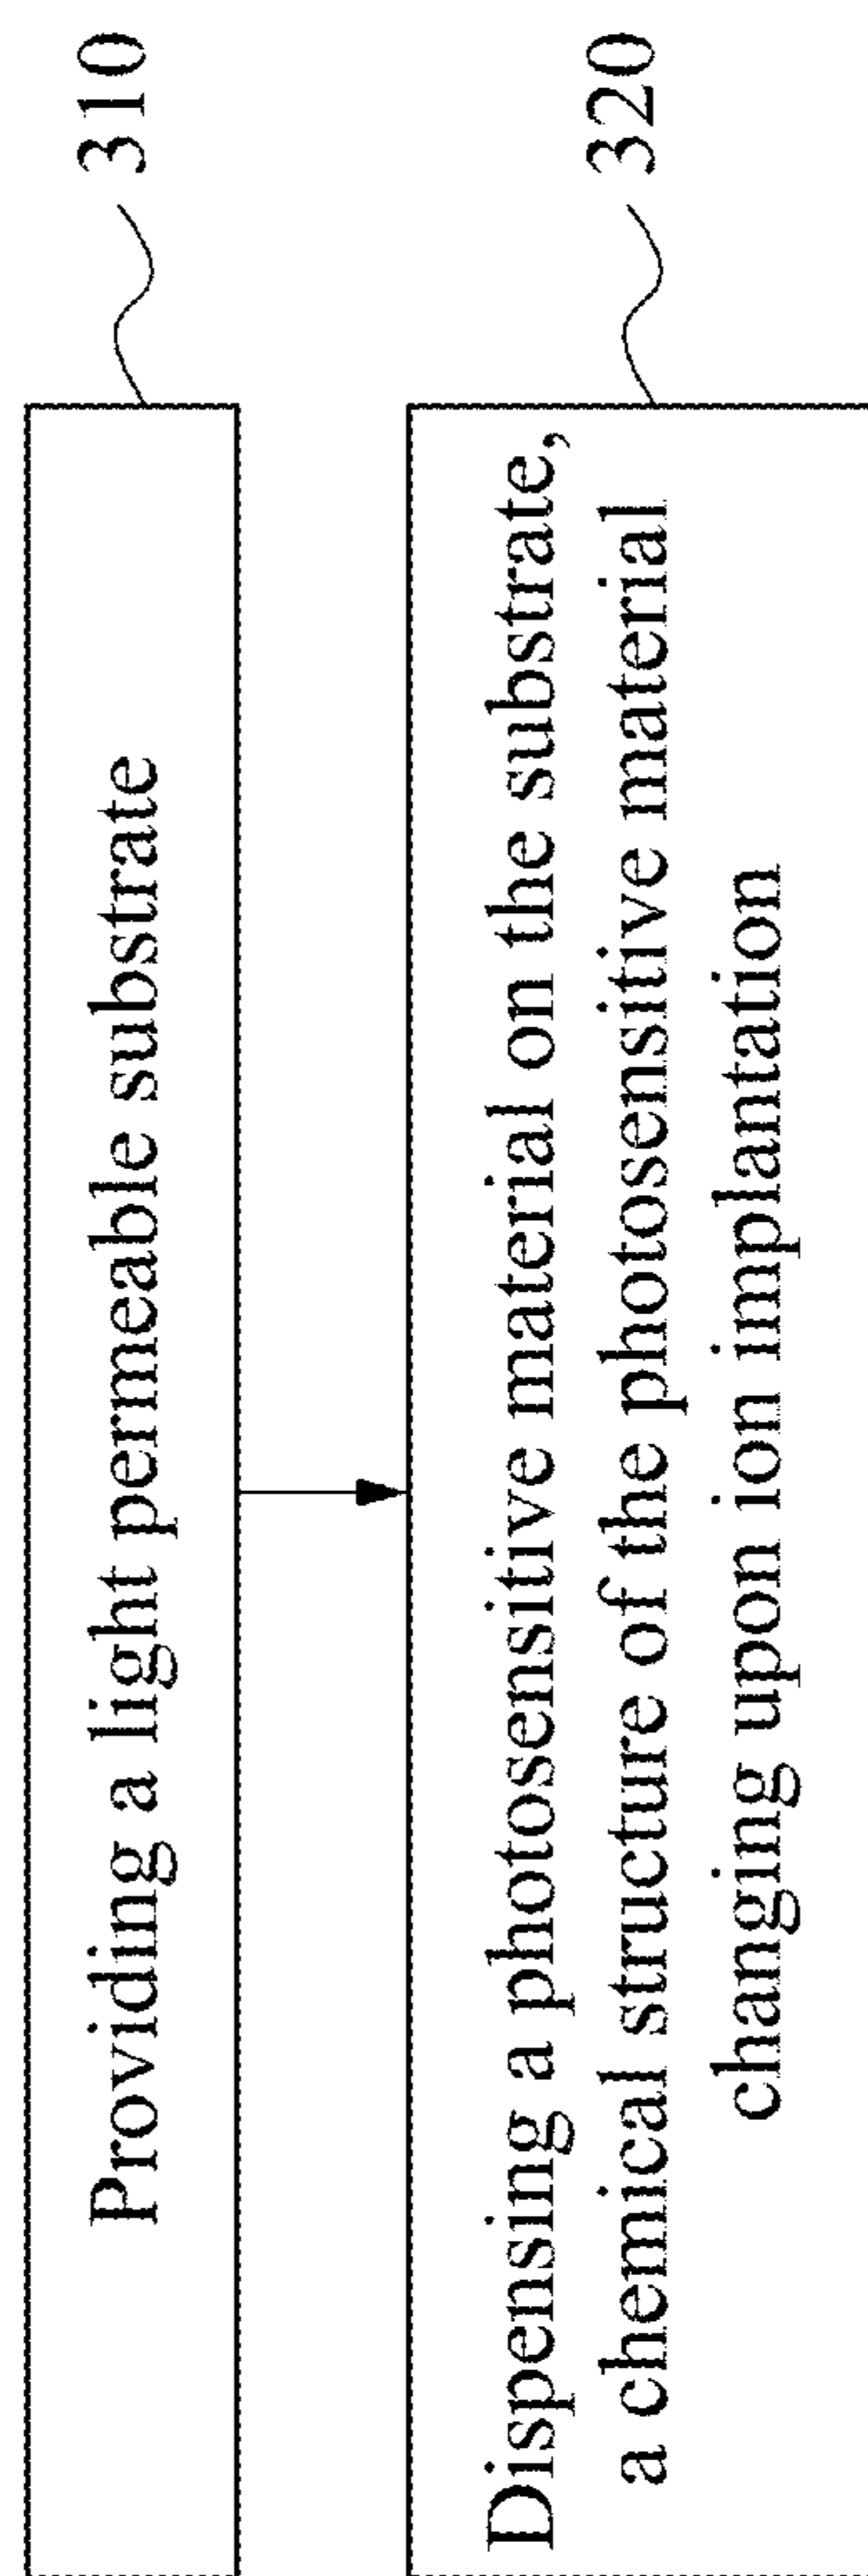 Providing a light permeable substrate
310
Dispensing a photosensitive material on the substrate,
a chemical structure of the photosensitive material
changing upon ion implantation
320